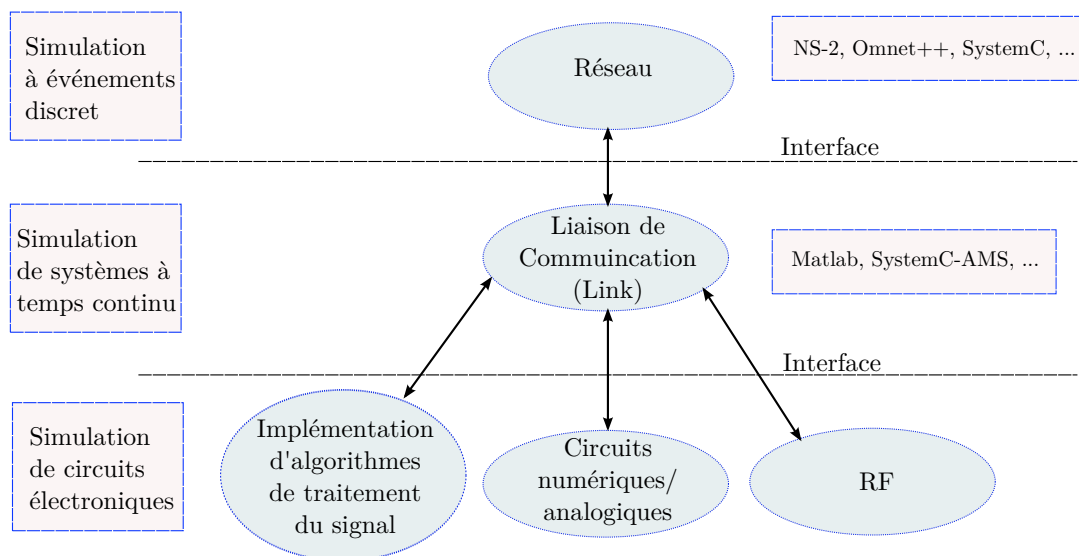 Simulation
à événements
discret
Réseau
NS-2, Omnet++, SystemC, ...
Interface
Simulation
de systèmes à
temps continu
Liaison de
Commuincation
(Link)
Matlab, SystemC-AMS, ...
Interface
Simulation
de circuits
électroniques
Implémentation
d'algorithmes
de traitement
du signal
Circuits
numériques/
analogiques
RF